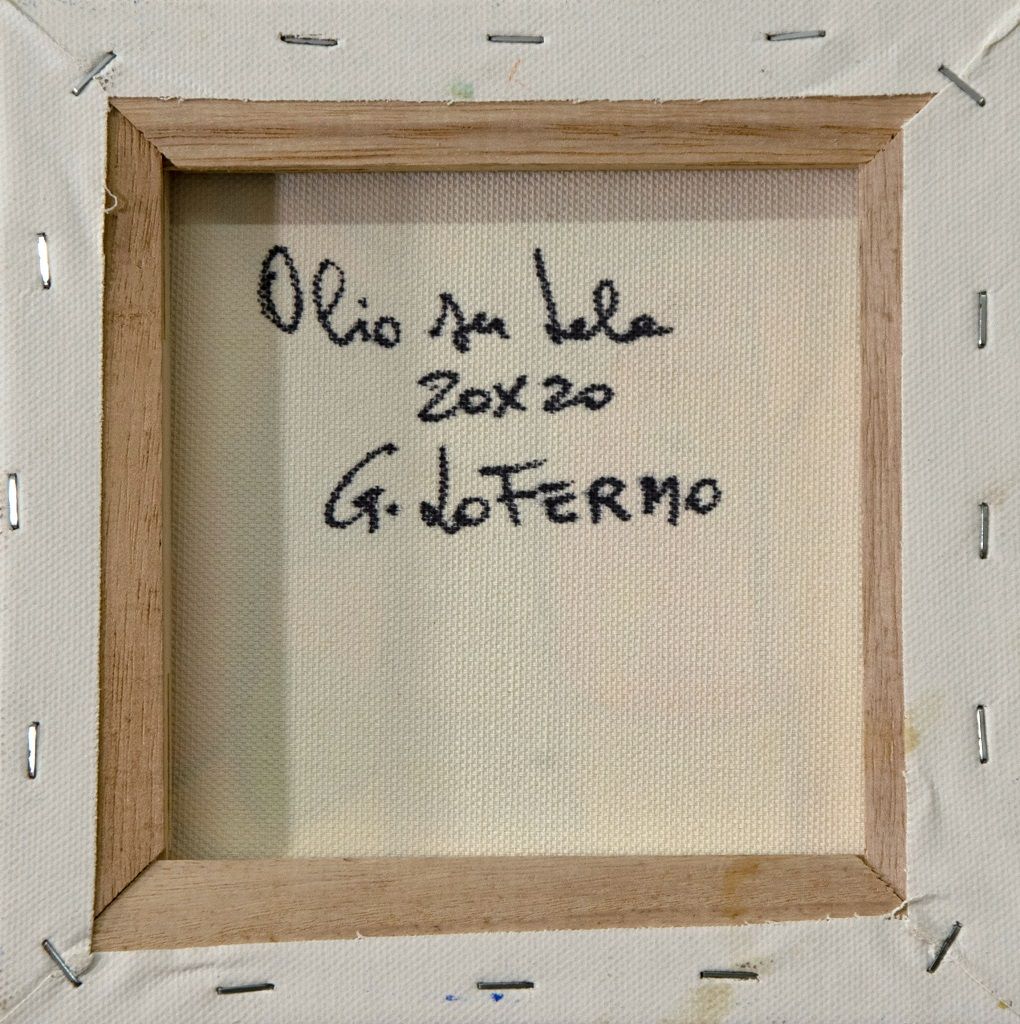 Olio su tela
20x20
G. LoFERMO